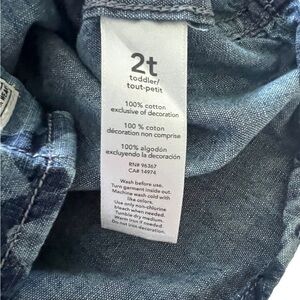 2t
toddler/
tout-petit
100% cotton
exclusive of decoration
100 % coton
décoration non comprise
100% algodón
excluyendo la decoración
RN# 96367
CA# 14974
Wash before use.
Turn garment inside out.
Machine wash cold with
like colors.
Use only non-chlorine
bleach when needed.
Tumble dry medium.
Warm iron if needed.
Do not iron decoration.